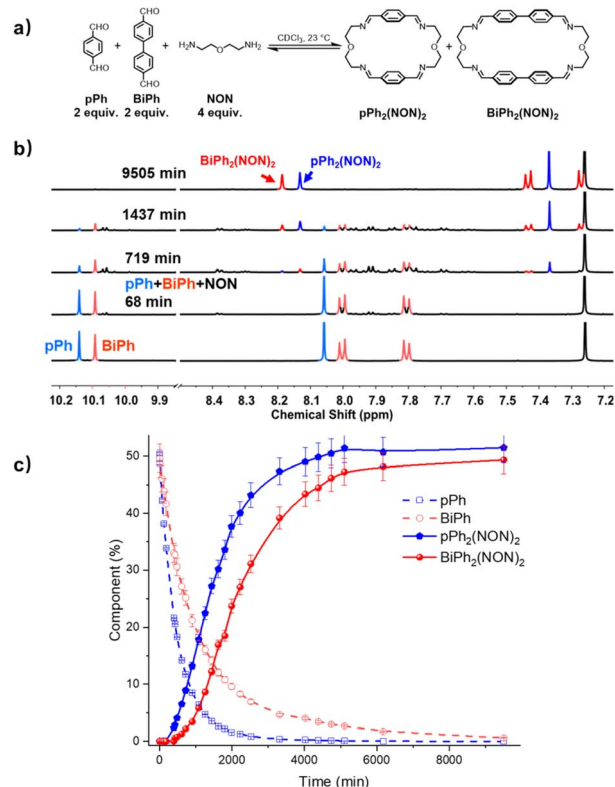 a)
CHO
CHO
CHO
CHO
+
+
H₂N
O
NH₂
CDCl₃, 23 °C
N
N
O
O
N
N
+
N
N
O
O
N
N
pPh
2 equiv.
BiPh
2 equiv.
NON
4 equiv.
pPh₂(NON)₂
BiPh₂(NON)₂
b)
BiPh₂(NON)₂
pPh₂(NON)₂
9505 min
1437 min
719 min
pPh+BiPh+NON
68 min
pPh
BiPh
10.2 10.1 10.0 9.9 8.4 8.3 8.2 8.1 8.0 7.9 7.8 7.7 7.6 7.5 7.4 7.3 7.2
Chemical Shift (ppm)
c)
50
40
30
20
10
0
Component (%)
pPh
BiPh
pPh₂(NON)₂
BiPh₂(NON)₂
0 2000 4000 6000 8000
Time (min)